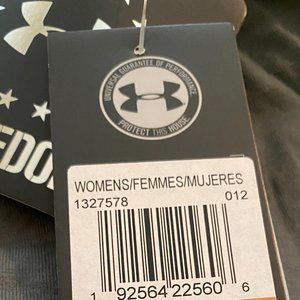 UNIVERSAL GUARANTEE OF PERFORMANCE
PROTECT THIS HOUSE
WOMENS/FEMMES/MUJERES
1327578 012
1 92564 22560 6